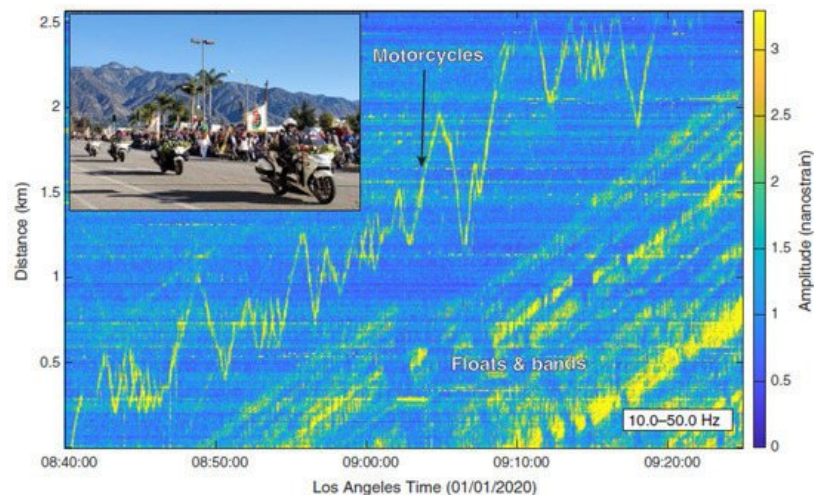 2.5
2
1.5
1
0.5
Distance (km)
Motorcycles
Floats & bands
10.0–50.0 Hz
08:40:00
08:50:00
09:00:00
09:10:00
09:20:00
Los Angeles Time (01/01/2020)
3
2.5
2
1.5
1
0.5
0
Amplitude (nanostrain)